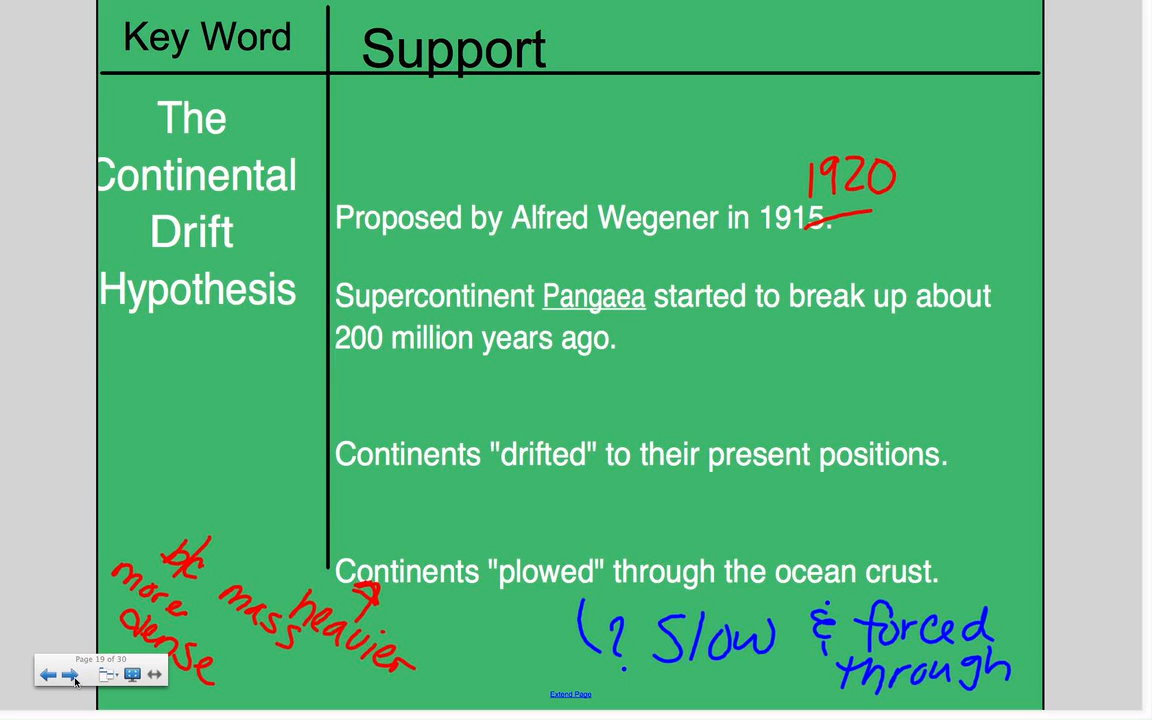 Key Word
Support
The
Continental
Drift
Hypothesis
1920
Proposed by Alfred Wegener in 1915.
Supercontinent Pangaea started to break up about
200 million years ago.
Continents "drifted" to their present positions.
Continents "plowed" through the ocean crust.
? Slow & forced
through
bc
more
dense
mass
heavier
Page 19 of 30
Extend Page